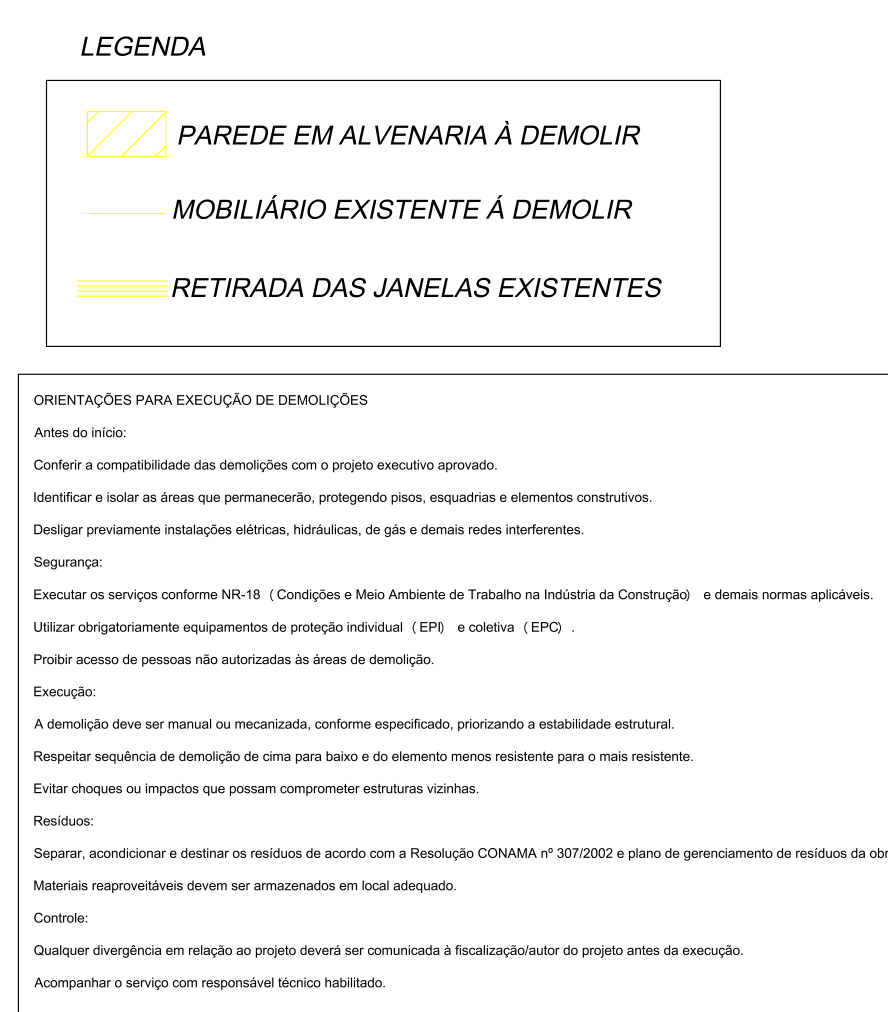 LEGENDA
PAREDE EM ALVENARIA À DEMOLIR
MOBILIÁRIO EXISTENTE Á DEMOLIR
RETIRADA DAS JANELAS EXISTENTES
ORIENTAÇÕES PARA EXECUÇÃO DE DEMOLIÇÕES
Antes do início:
Conferir a compatibilidade das demolições com o projeto executivo aprovado.
Identificar e isolar as áreas que permanecerão, protegendo pisos, esquadrias e elementos construtivos.
Desligar previamente instalações elétricas, hidráulicas, de gás e demais redes interferentes.
Segurança:
Executar os serviços conforme NR-18 (Condições e Meio Ambiente de Trabalho na Indústria da Construção) e demais normas aplicáveis.
Utilizar obrigatoriamente equipamentos de proteção individual (EPI) e coletiva (EPC) .
Proibir acesso de pessoas não autorizadas às áreas de demolição.
Execução:
A demolição deve ser manual ou mecanizada, conforme especificado, priorizando a estabilidade estrutural.
Respeitar sequência de demolição de cima para baixo e do elemento menos resistente para o mais resistente.
Evitar choques ou impactos que possam comprometer estruturas vizinhas.
Resíduos:
Separar, acondicionar e destinar os resíduos de acordo com a Resolução CONAMA nº 307/2002 e plano de gerenciamento de resíduos da
Materiais reaproveitáveis devem ser armazenados em local adequado.
Controle:
Qualquer divergência em relação ao projeto deverá ser comunicada à fiscalização/autor do projeto antes da execução.
Acompanhar o serviço com responsável técnico habilitado.